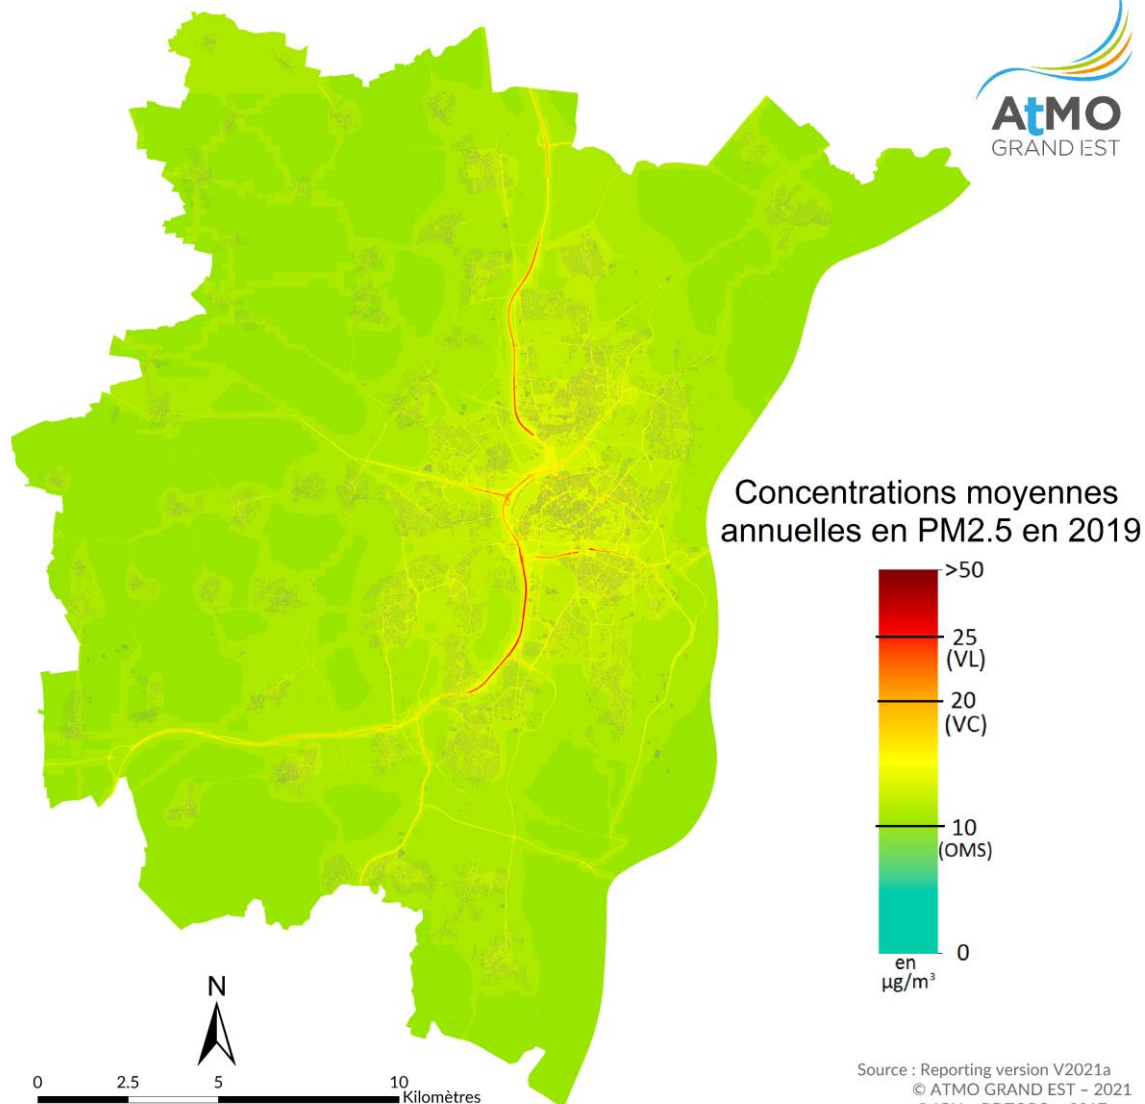 AtMO
GRAND EST
Concentrations moyennes
annuelles en PM2.5 en 2019
>50
25
(VL)
20
(VC)
10
(OMS)
0
en
µg/m³
N
0 2.5 5 10
Kilomètres
Source : Reporting version V2021a
© ATMO GRAND EST – 2021